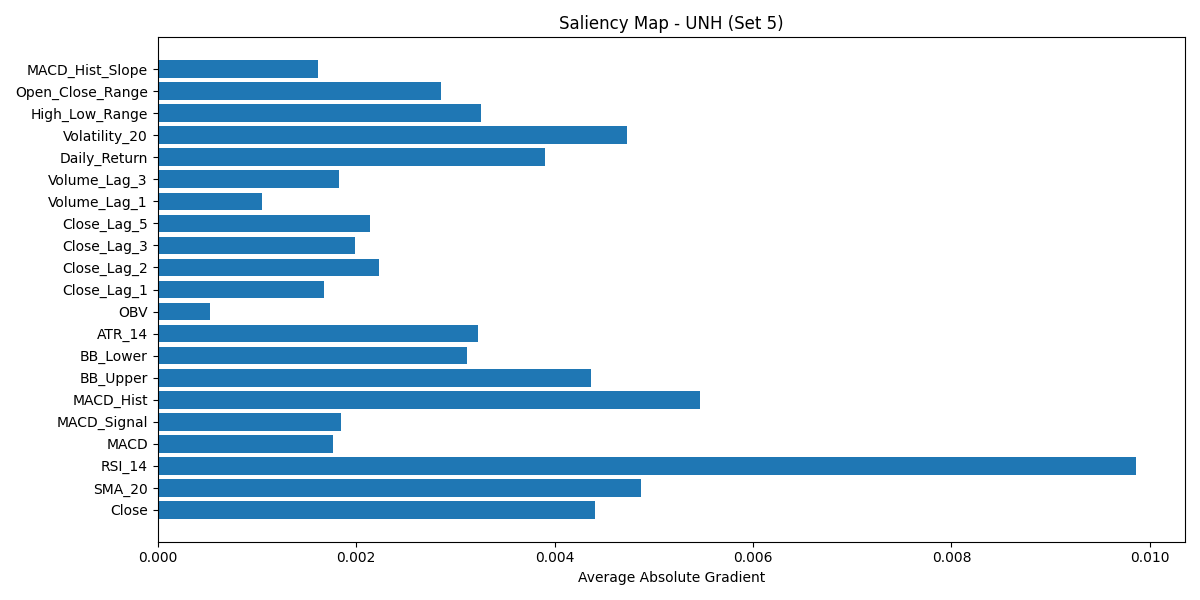 Saliency Map - UNH (Set 5)
MACD_Hist_Slope
Open_Close_Range
High_Low_Range
Volatility_20
Daily_Return
Volume_Lag_3
Volume_Lag_1
Close_Lag_5
Close_Lag_3
Close_Lag_2
Close_Lag_1
OBV
ATR_14
BB_Lower
BB_Upper
MACD_Hist
MACD_Signal
MACD
RSI_14
SMA_20
Close
0.000 0.002 0.004 0.006 0.008 0.010
Average Absolute Gradient